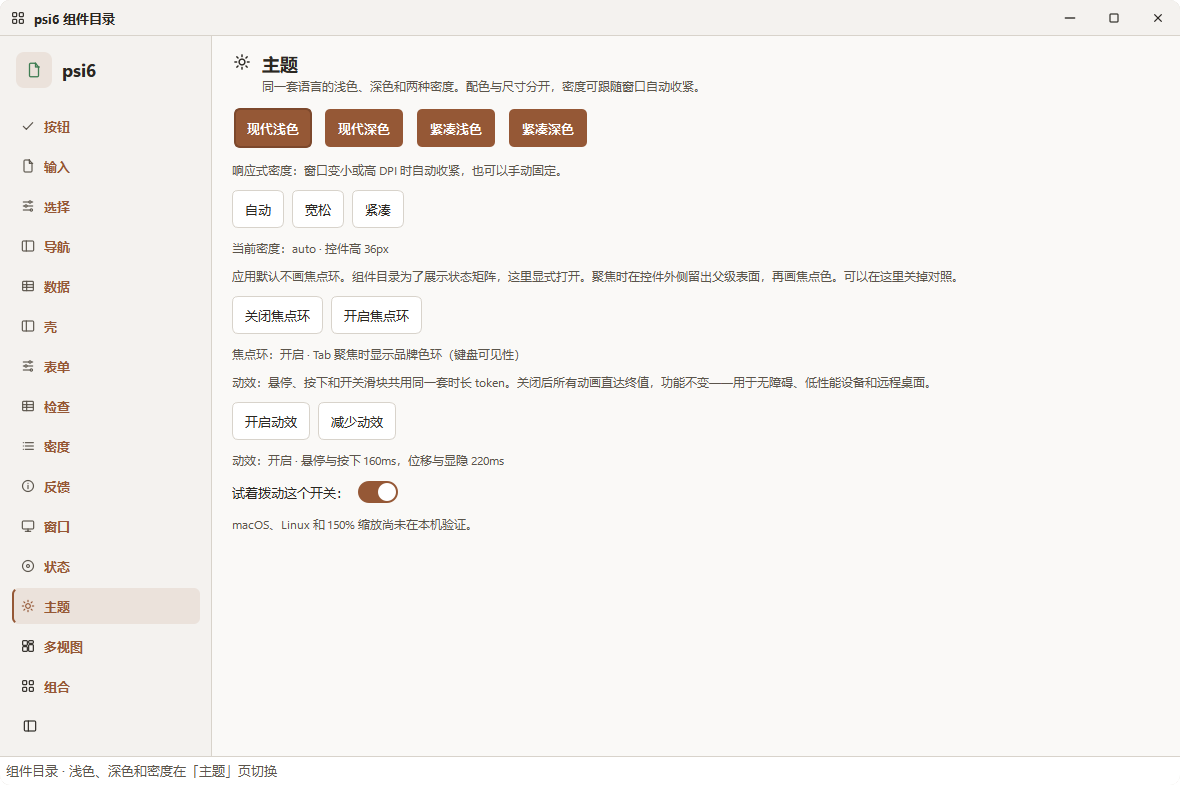 psi6 组件目录
psi6
按钮
输入
选择
导航
数据
壳
表单
检查
密度
反馈
窗口
状态
主题
多视图
组合
主题
同一套语言的浅色、深色和两种密度。配色与尺寸分开，密度可跟随窗口自动收紧。
现代浅色 现代深色 紧凑浅色 紧凑深色
响应式密度：窗口变小或高 DPI 时自动收紧，也可以手动固定。
自动 宽松 紧凑
当前密度：auto · 控件高 36px
应用默认不画焦点环。组件目录为了展示状态矩阵，这里显式打开。聚焦时在控件外侧留出父级表面，再画焦点色。可以在这里关掉对照。
关闭焦点环 开启焦点环
焦点环：开启 · Tab 聚焦时显示品牌色环（键盘可见性）
动效：悬停、按下和开关滑块共用同一套时长 token。关闭后所有动画直达终值，功能不变——用于无障碍、低性能设备和远程桌面。
开启动效 减少动效
动效：开启 · 悬停与按下 160ms，位移与显隐 220ms
试着拨动这个开关：
macOS、Linux 和 150% 缩放尚未在本机验证。
组件目录 · 浅色、深色和密度在「主题」页切换